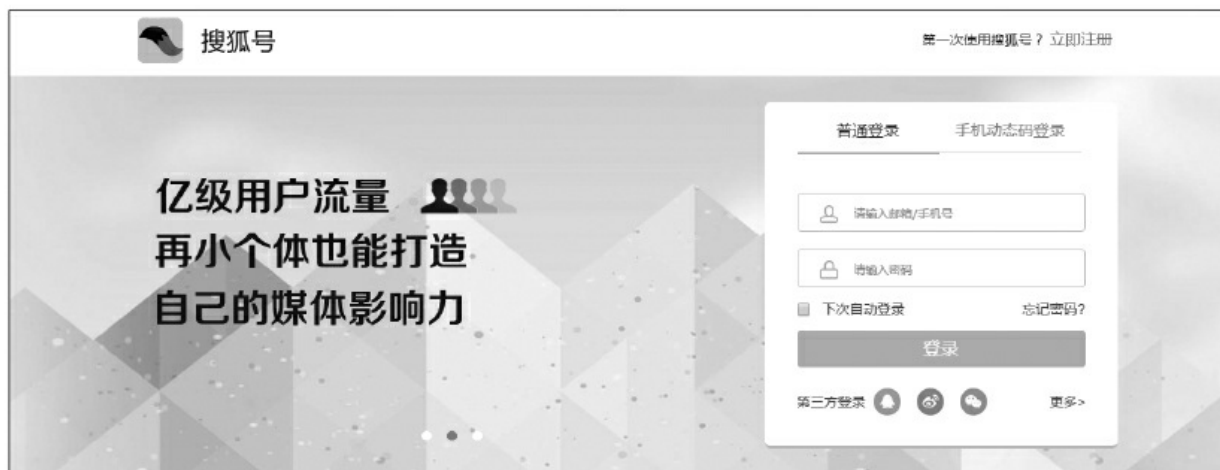 搜狐号
第一次使用搜狐号？ 立即注册
亿级用户流量
再小个体也能打造
自己的媒体影响力
普通登录 手机动态码登录
请输入邮箱/手机号
请输入密码
下次自动登录 忘记密码?
登录
第三方登录 更多>